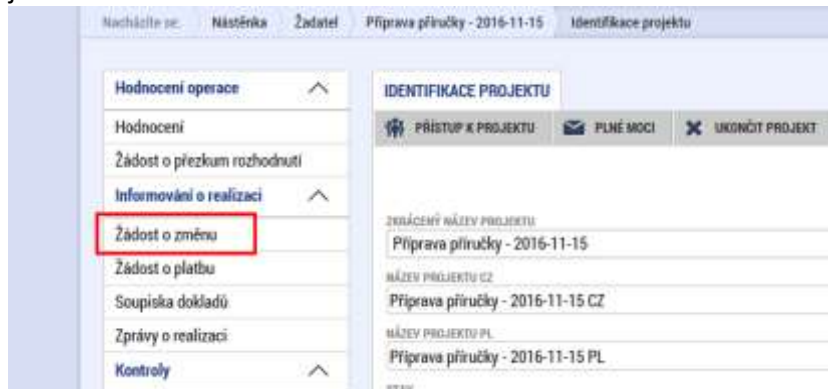 Nacházíte se: Nástěnka Žadatel Příprava příručky - 2016-11-15 Identifikace projektu
Hodnocení operace
Hodnocení
Žádost o přezkum rozhodnutí
Informování o realizaci
Žádost o změnu
Žádost o platbu
Soupiska dokladů
Zprávy o realizaci
Kontroly
IDENTIFIKACE PROJEKTU
PŘÍSTUP K PROJEKTU PLNÉ MOCI UKONČIT PROJEKT
ZKRÁCENÝ NÁZEV PROJEKTU
Příprava příručky - 2016-11-15
NÁZEV PROJEKTU CZ
Příprava příručky - 2016-11-15 CZ
NÁZEV PROJEKTU PL
Příprava příručky - 2016-11-15 PL